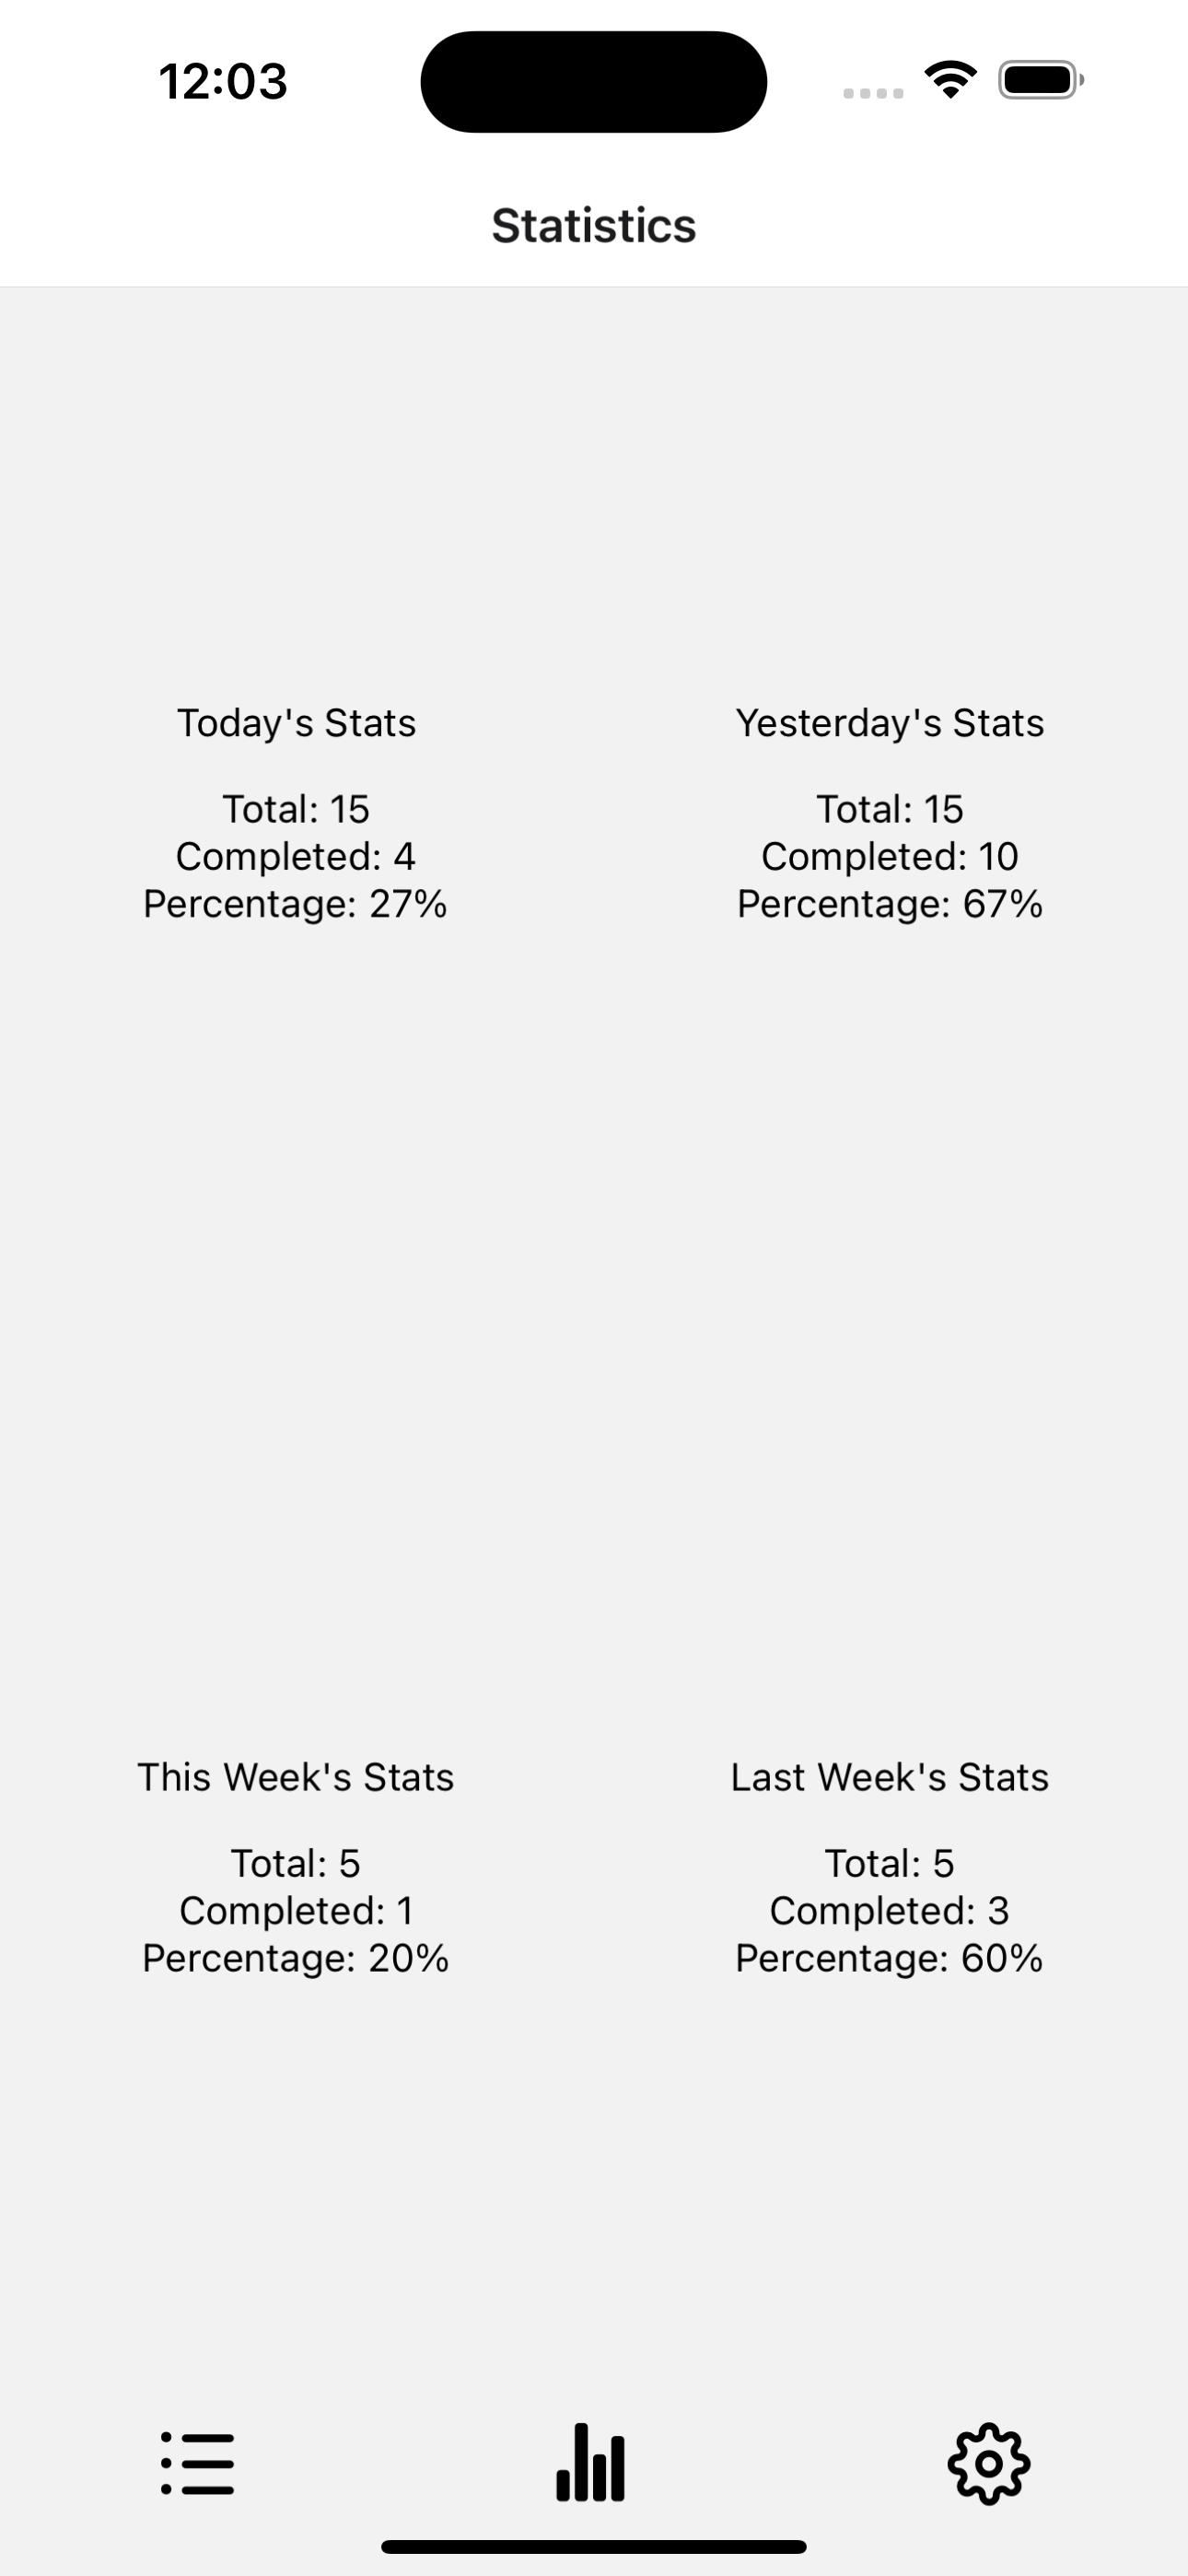 12:03
Statistics
Today's Stats
Total: 15
Completed: 4
Percentage: 27%
Yesterday's Stats
Total: 15
Completed: 10
Percentage: 67%
This Week's Stats
Total: 5
Completed: 1
Percentage: 20%
Last Week's Stats
Total: 5
Completed: 3
Percentage: 60%